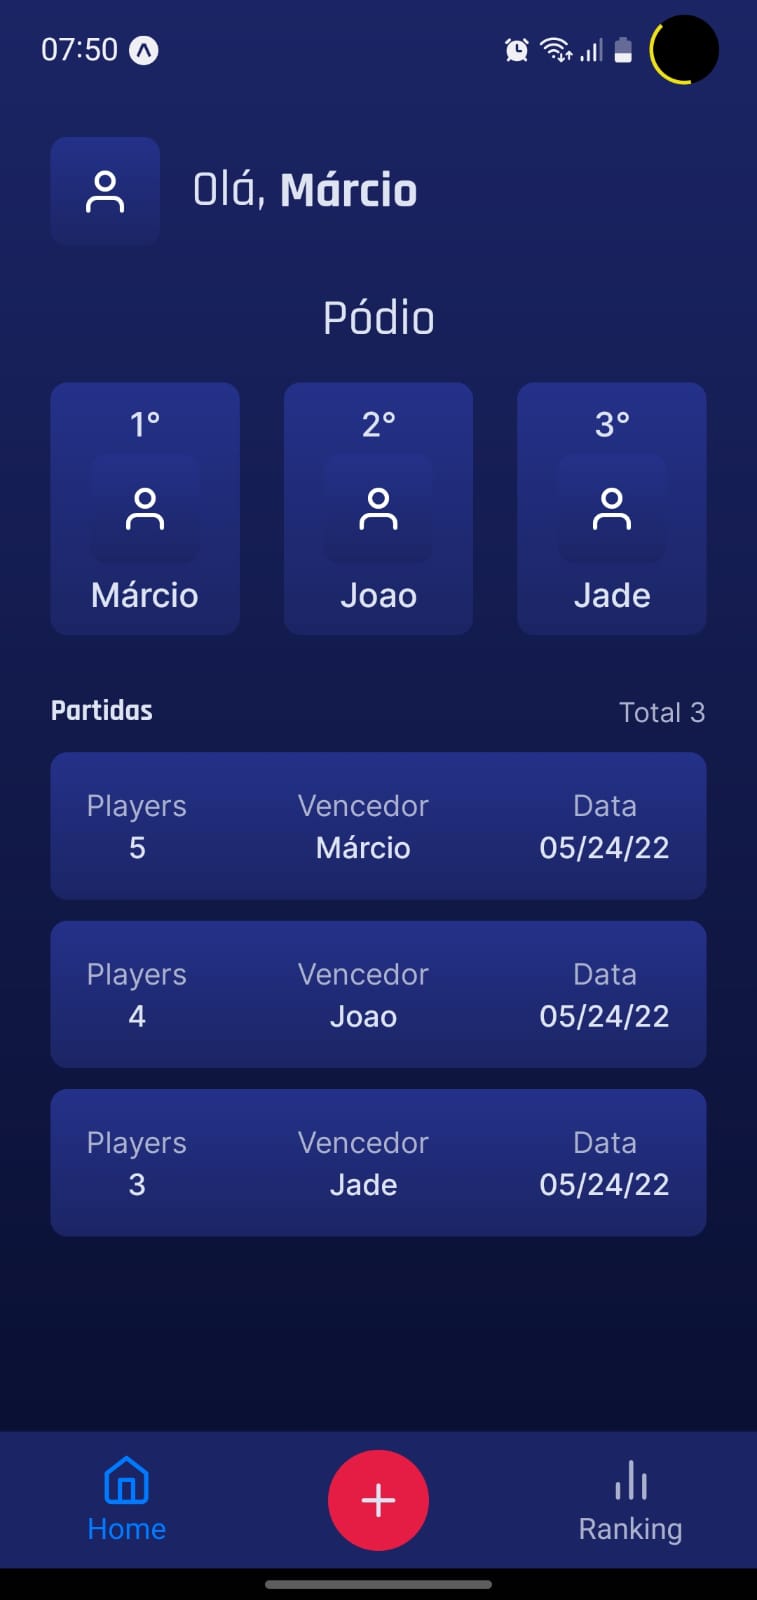 07:50
Olá, Márcio
Pódio
1° 2° 3°
Márcio Joao Jade
Partidas Total 3
Players Vencedor Data
5 Márcio 05/24/22
Players Vencedor Data
4 Joao 05/24/22
Players Vencedor Data
3 Jade 05/24/22
Home + Ranking